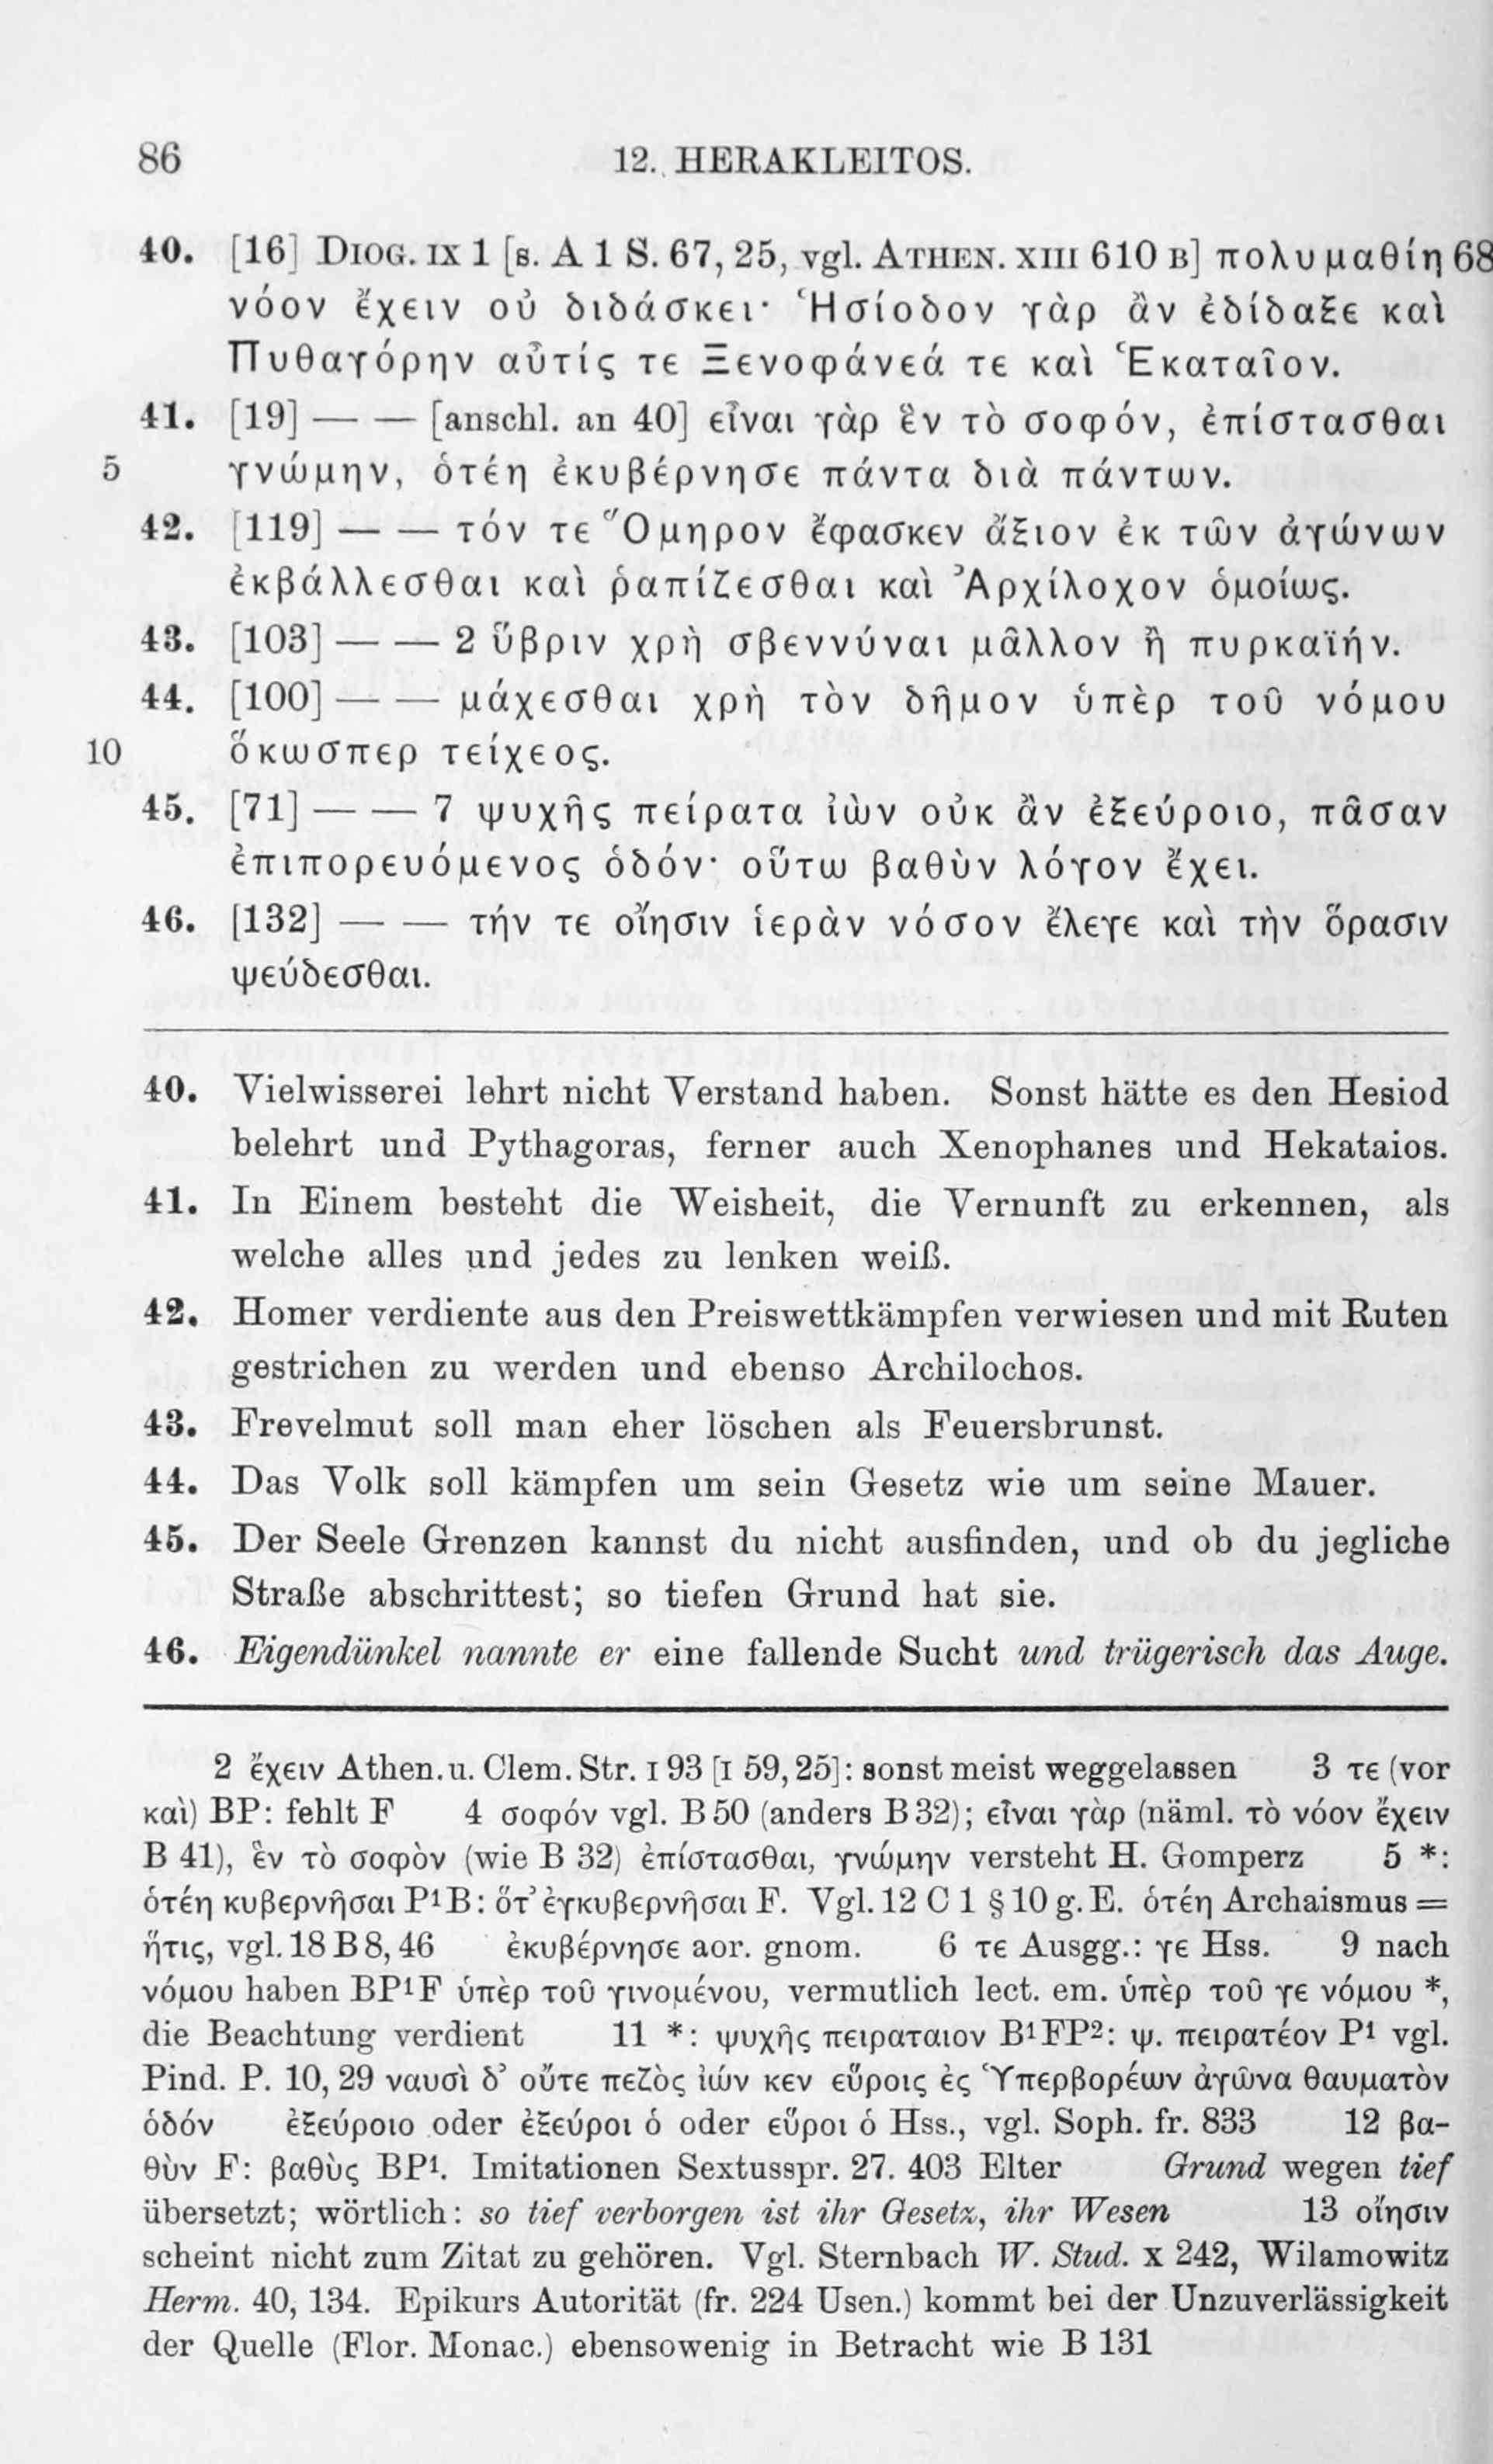 86 12. HERAKLEITOS.
40. [16] DIOG. IX 1 [s. A 1 S. 67, 25, vgl. ATHEN. XIII 610 B] πολυμαθίη 68
νόον ἔχειν οὐ διδάσκει· Ἡσίοδον γὰρ ἂν ἐδίδαξε καὶ
Πυθαγόρην αὖτίς τε Ξενοφάνεά τε καὶ Ἑκαταῖον.
41. [19] — — [anschl. an 40] εἶναι γὰρ ἓν τὸ σοφόν, ἐπίστασθαι
5 γνώμην, ὁτέη ἐκυβέρνησε πάντα διὰ πάντων.
42. [119] — — τόν τε Ὅμηρον ἔφασκεν ἄξιον ἐκ τῶν ἀγώνων
ἐκβάλλεσθαι καὶ ῥαπίζεσθαι καὶ Ἀρχίλοχον ὁμοίως.
43. [103] — — 2 ὕβριν χρὴ σβεννύναι μᾶλλον ἢ πυρκαϊήν.
44. [100] — — μάχεσθαι χρὴ τὸν δῆμον ὑπὲρ τοῦ νόμου
10 ὅκωσπερ τείχεος.
45. [71] — — 7 ψυχῆς πείρατα ἰὼν οὐκ ἂν ἐξεύροιο, πᾶσαν
ἐπιπορευόμενος ὁδόν· οὕτω βαθὺν λόγον ἔχει.
46. [132] — — τήν τε οἴησιν ἱερὰν νόσον ἔλεγε καὶ τὴν ὅρασιν
ψεύδεσθαι.
40. Vielwisserei lehrt nicht Verstand haben. Sonst hätte es den Hesiod
belehrt und Pythagoras, ferner auch Xenophanes und Hekataios.
41. In Einem besteht die Weisheit, die Vernunft zu erkennen, als
welche alles und jedes zu lenken weiß.
42. Homer verdiente aus den Preiswettkämpfen verwiesen und mit Ruten
gestrichen zu werden und ebenso Archilochos.
43. Frevelmut soll man eher löschen als Feuersbrunst.
44. Das Volk soll kämpfen um sein Gesetz wie um seine Mauer.
45. Der Seele Grenzen kannst du nicht ausfinden, und ob du jegliche
Straße abschrittest; so tiefen Grund hat sie.
46. Eigendünkel nannte er eine fallende Sucht und trügerisch das Auge.
2 ἔχειν Athen. u. Clem. Str. I 93 [I 59, 25]: sonst meist weggelassen 3 τε (vor
καὶ) BP: fehlt F 4 σοφόν vgl. B 50 (anders B 32); εἶναι γὰρ (näml. τὸ νόον ἔχειν
B 41), ἓν τὸ σοφὸν (wie B 32) ἐπίστασθαι, γνώμην versteht H. Gomperz 5 *:
ὁτέη κυβερνῆσαι P¹B: ὅτ’ ἐγκυβερνῆσαι F. Vgl. 12 C 1 § 10 g. E. ὁτέη Archaismus =
ἥτις, vgl. 18 B 8, 46 ἐκυβέρνησε aor. gnom. 6 τε Ausgg.: γε Hss. 9 nach
νόμου haben BP¹F ὑπὲρ τοῦ γινομένου, vermutlich lect. em. ὑπὲρ τοῦ γε νόμου *,
die Beachtung verdient 11 *: ψυχῆς πειραταιον B¹FP²: ψ. πειρατέον P¹ vgl.
Pind. P. 10, 29 ναυσὶ δ’ οὔτε πεζὸς ἰών κεν εὕροις ἐς Ὑπερβορέων ἀγῶνα θαυματὸν
ὁδόν ἐξεύροιο oder ἐξεύροι ὁ oder εὕροι ὁ Hss., vgl. Soph. fr. 833 12 βα-
θὺν F: βαθὺς BP¹. Imitationen Sextusspr. 27. 403 Elter Grund wegen tief
übersetzt; wörtlich: so tief verborgen ist ihr Gesetz, ihr Wesen 13 οἴησιν
scheint nicht zum Zitat zu gehören. Vgl. Sternbach W. Stud. X 242, Wilamowitz
Herm. 40, 134. Epikurs Autorität (fr. 224 Usen.) kommt bei der Unzuverlässigkeit
der Quelle (Flor. Monac.) ebensowenig in Betracht wie B 131